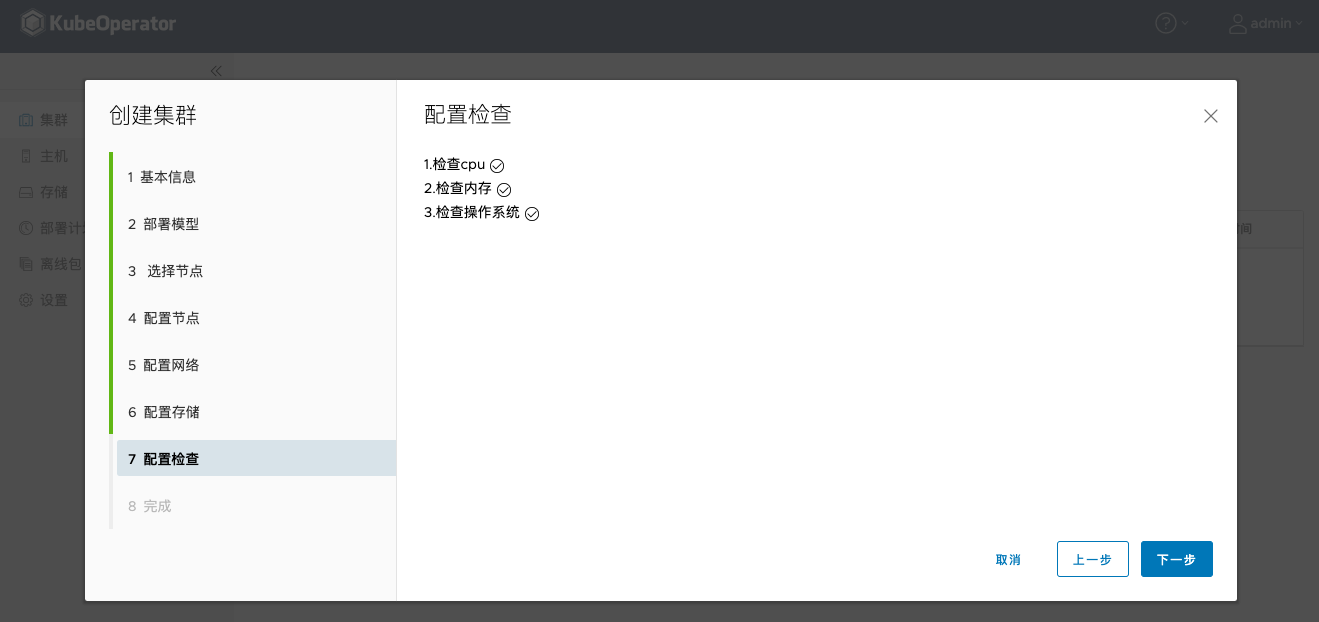 KubeOperator
admin
集群
主机
存储
部署计
离线包
设置
间
创建集群
1 基本信息
2 部署模型
3 选择节点
4 配置节点
5 配置网络
6 配置存储
7 配置检查
8 完成
配置检查
1.检查cpu
2.检查内存
3.检查操作系统
取消
上一步
下一步